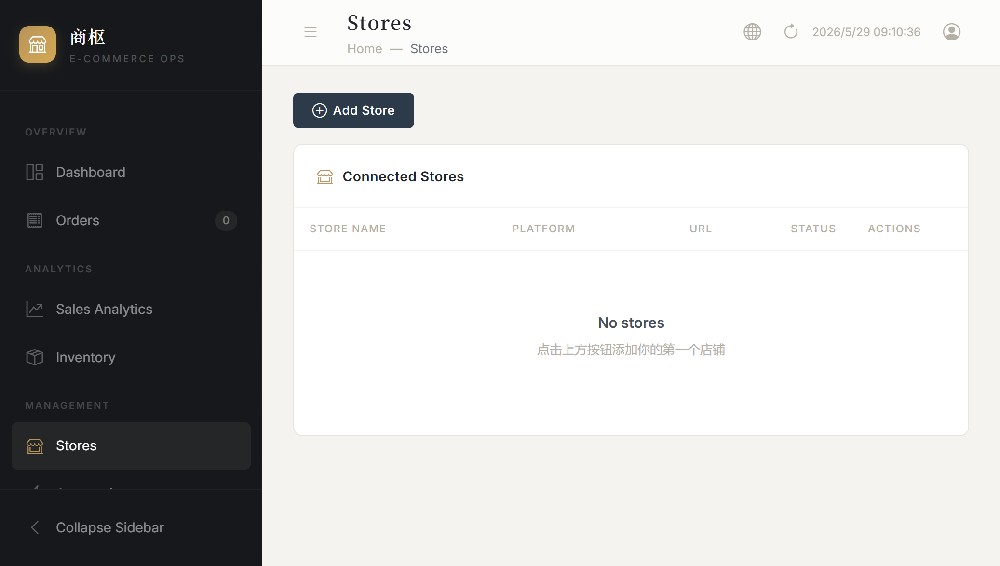 商枢
E-COMMERCE OPS
OVERVIEW
Dashboard
Orders
0
ANALYTICS
Sales Analytics
Inventory
MANAGEMENT
Stores
Collapse Sidebar
Stores
Home — Stores
2026/5/29 09:10:36
Add Store
Connected Stores
STORE NAME PLATFORM URL STATUS ACTIONS
No stores
点击上方按钮添加你的第一个店铺